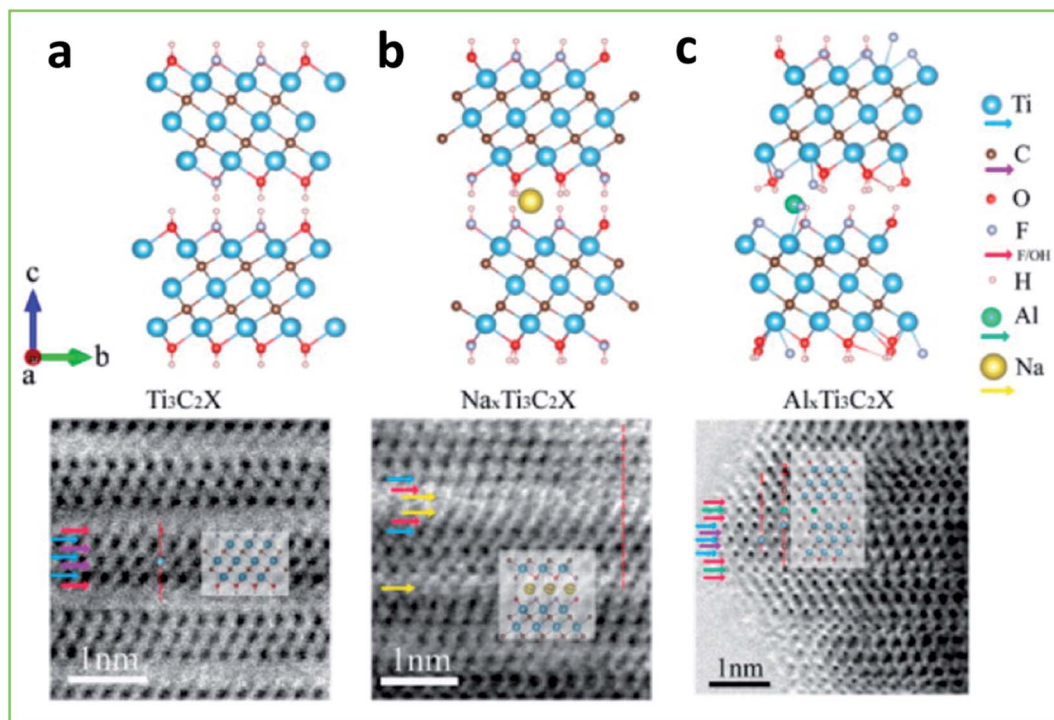 a
b
c
Ti
C
O
F
F/OH
H
Al
Na
c
b
a
Ti₃C₂X
NaₓTi₃C₂X
AlₓTi₃C₂X
1nm
1nm
1nm